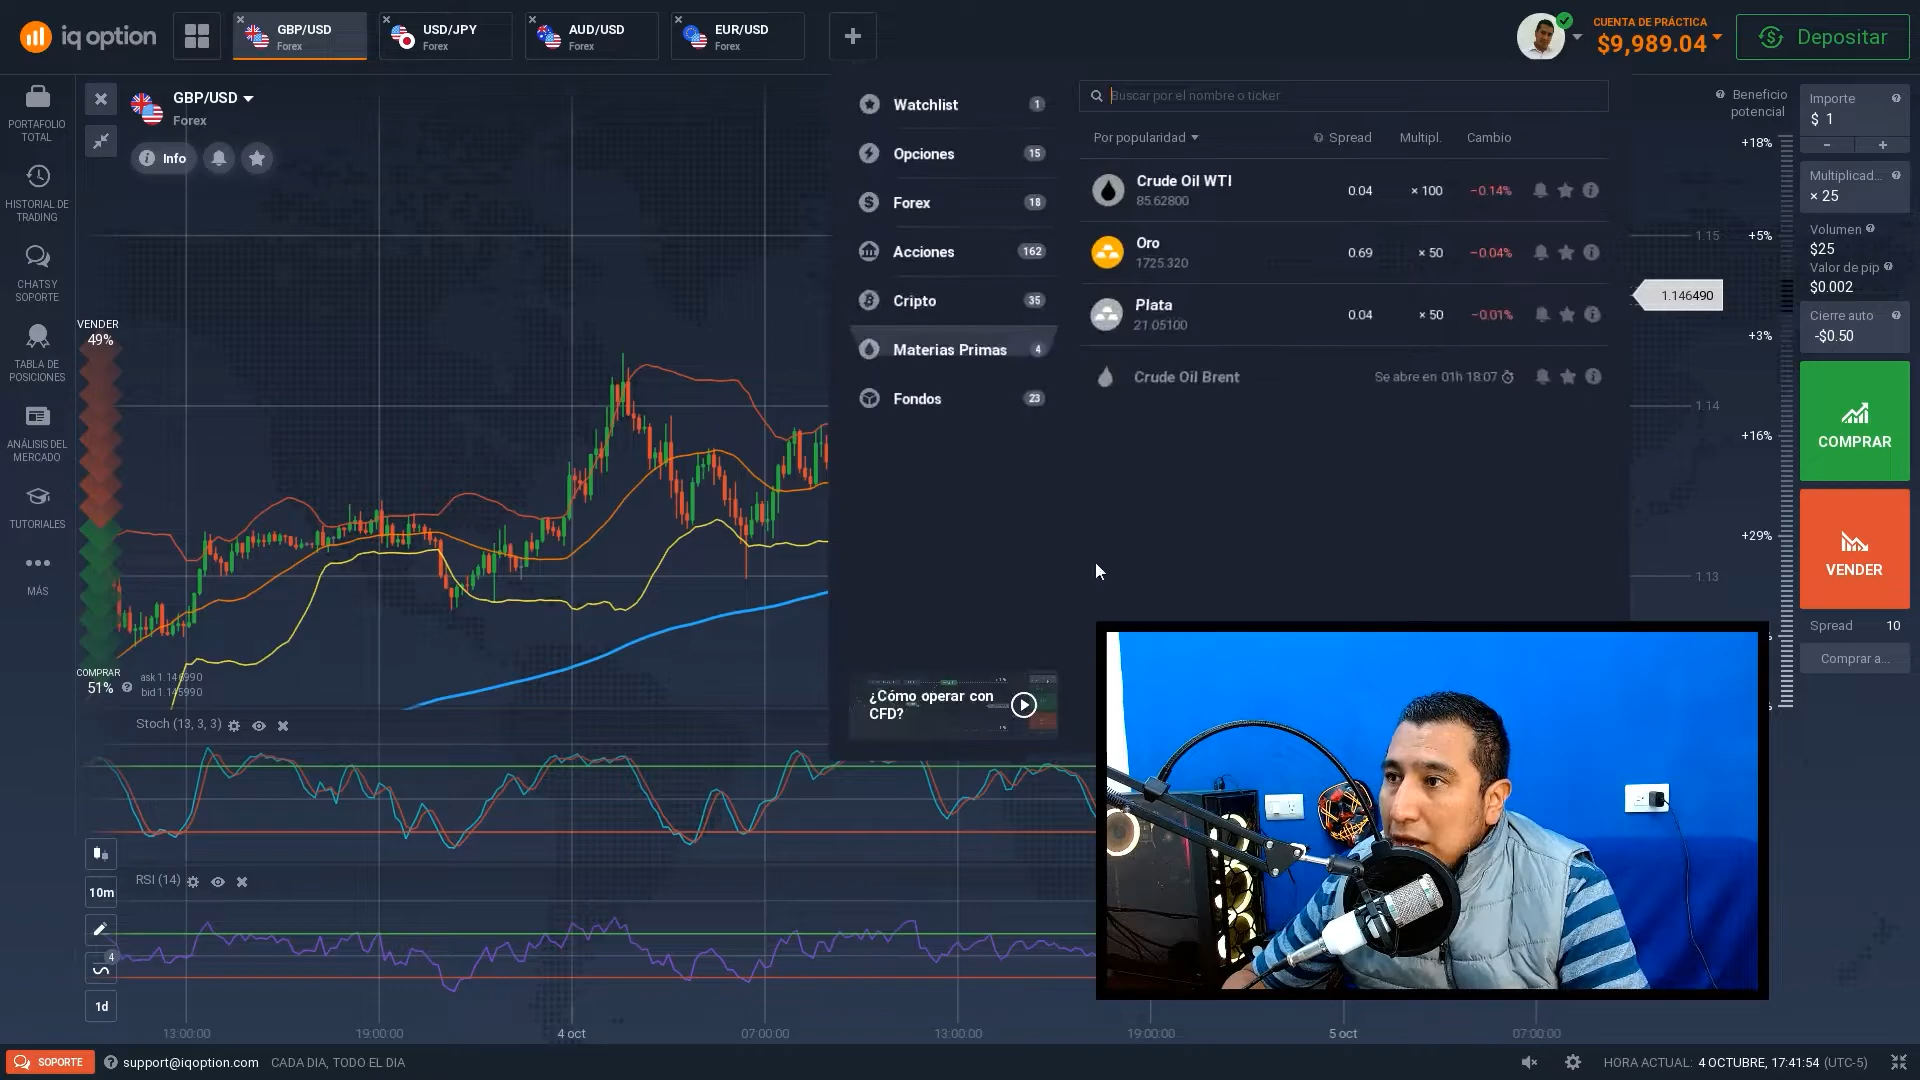 iq option
GBP/USD
Forex
USD/JPY
Forex
AUD/USD
Forex
EUR/USD
Forex
CUENTA DE PRÁCTICA
$9,989.04
Depositar
PORTAFOLIO
TOTAL
HISTORIAL DE
TRADING
CHATS Y
SOPORTE
TABLA DE
POSICIONES
ANÁLISIS DEL
MERCADO
TUTORIALES
MÁS
GBP/USD
Forex
Info
VENDER
49%
COMPRAR
51%
ask 1.146990
bid 1.145990
Stoch (13, 3, 3)
RSI (14)
10m
4
1d
Watchlist 1
Opciones 15
Forex 18
Acciones 162
Cripto 35
Materias Primas 4
Fondos 23
¿Cómo operar con
CFD?
Buscar por el nombre o ticker
Por popularidad Spread Multipl. Cambio
Crude Oil WTI
85.62800
0.04 × 100 −0.14%
Oro
1725.320
0.69 × 50 −0.04%
Plata
21.05100
0.04 × 50 −0.01%
Crude Oil Brent Se abre en 01h 18:07
1.15
1.146490
1.14
1.13
Beneficio
potencial
+18%
+5%
+3%
+16%
+29%
Importe
$ 1
- +
Multiplicad...
× 25
Volumen
$25
Valor de pip
$0.002
Cierre auto
-$0.50
COMPRAR
VENDER
Spread 10
Comprar a...
13:00:00 19:00:00 4 oct 07:00:00 13:00:00 19:00:00 5 oct 07:00:00
SOPORTE support@iqoption.com CADA DIA, TODO EL DIA
HORA ACTUAL: 4 OCTUBRE, 17:41:54 (UTC-5)